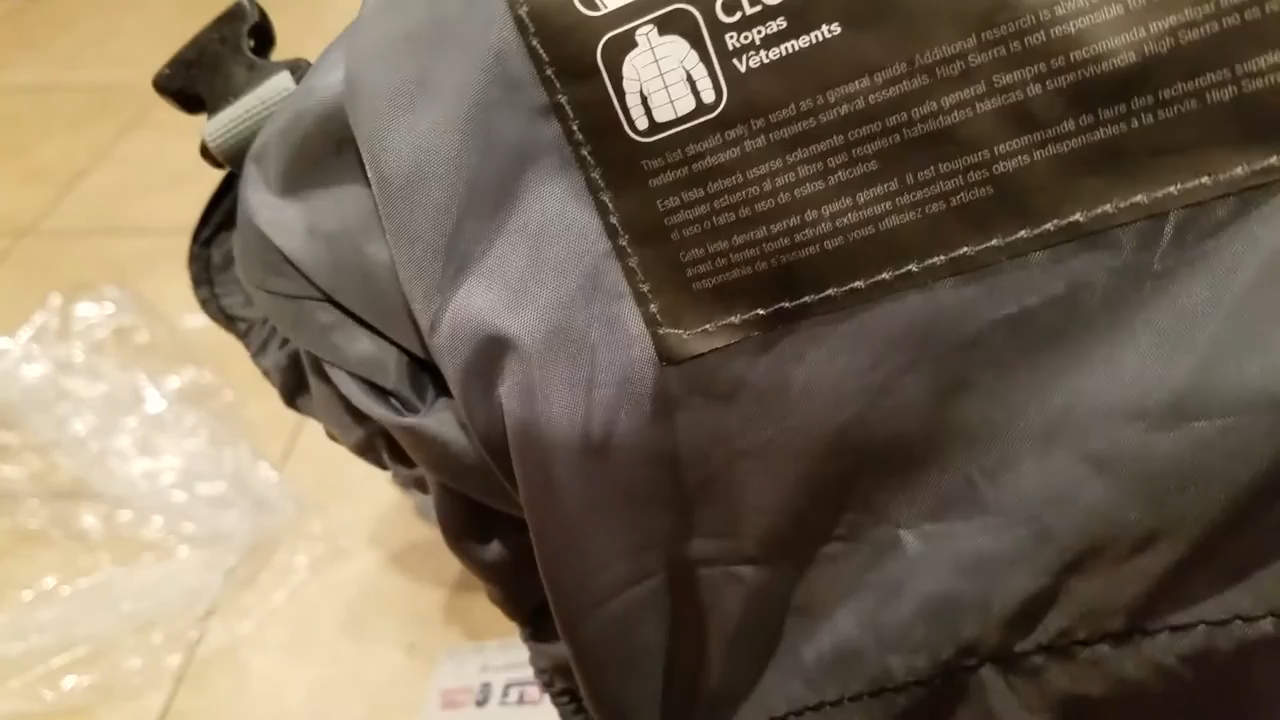 CLO
Ropas
Vêtements
This list should only be used as a general guide. Additional research is always
outdoor endeavor that requires survival essentials. High Sierra is not responsible for
Esta lista deberá usarse solamente como una guía general. Siempre se recomienda investigar
cualquier esfuerzo al aire libre que requiera habilidades básicas de supervivencia. High Sierra no es
el uso o falta de uso de estos artículos
Cette liste devrait servir de guide général. Il est toujours recommandé de faire des recherches
avant de tenter toute activité extérieure nécessitant des objets indispensables à la survie. High Sierra
responsable de s'assurer que vous utilisiez ces articles